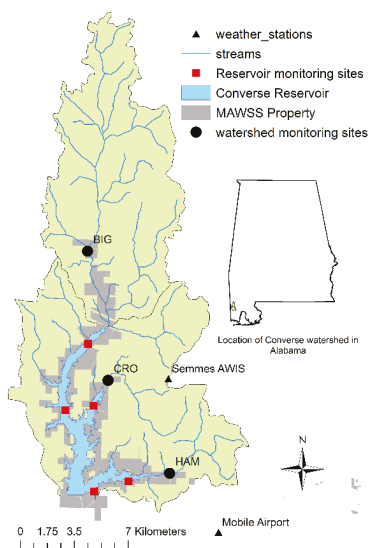 weather_stations
streams
Reservoir monitoring sites
Converse Reservoir
MAWSS Property
watershed monitoring sites
BIG
Location of Converse watershed in
Alabama
Semmes AWIS
CRO
HAM
N
0 1.75 3.5 7 Kilometers
Mobile Airport